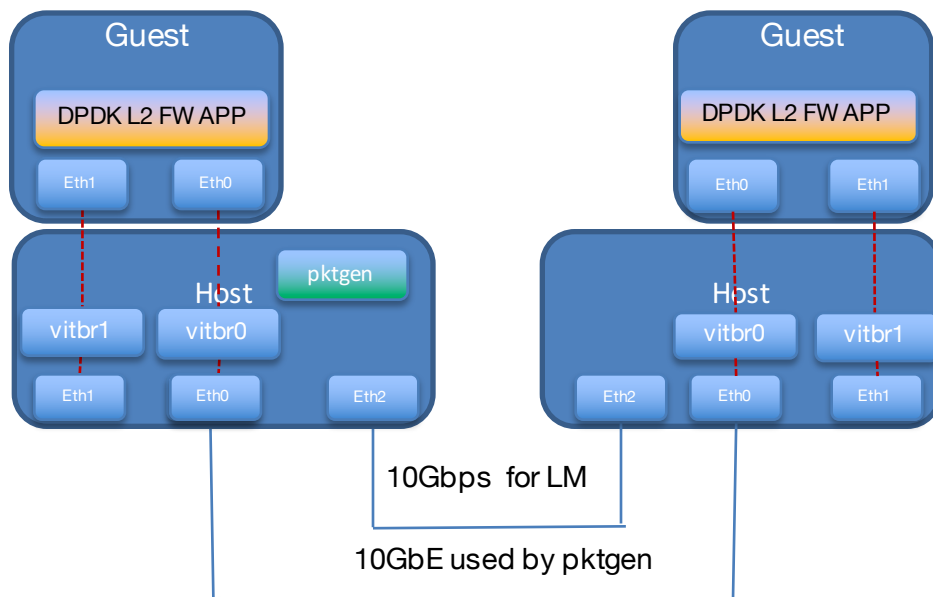 Guest
DPDK L2 FW APP
Eth1
Eth0
Guest
DPDK L2 FW APP
Eth0
Eth1
pktgen
Host
vitbr1
vitbr0
Eth1
Eth0
Eth2
Host
vitbr0
vitbr1
Eth2
Eth0
Eth1
10Gbps for LM
10GbE used by pktgen